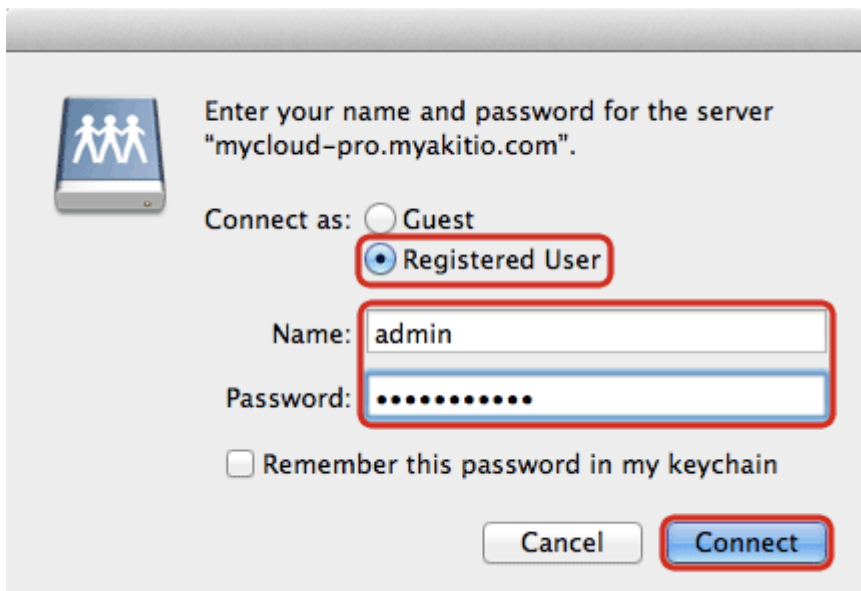 Enter your name and password for the server
“mycloud-pro.myakitio.com”.
Connect as: Guest
Registered User
Name: admin
Password: •••••••••••
Remember this password in my keychain
Cancel Connect